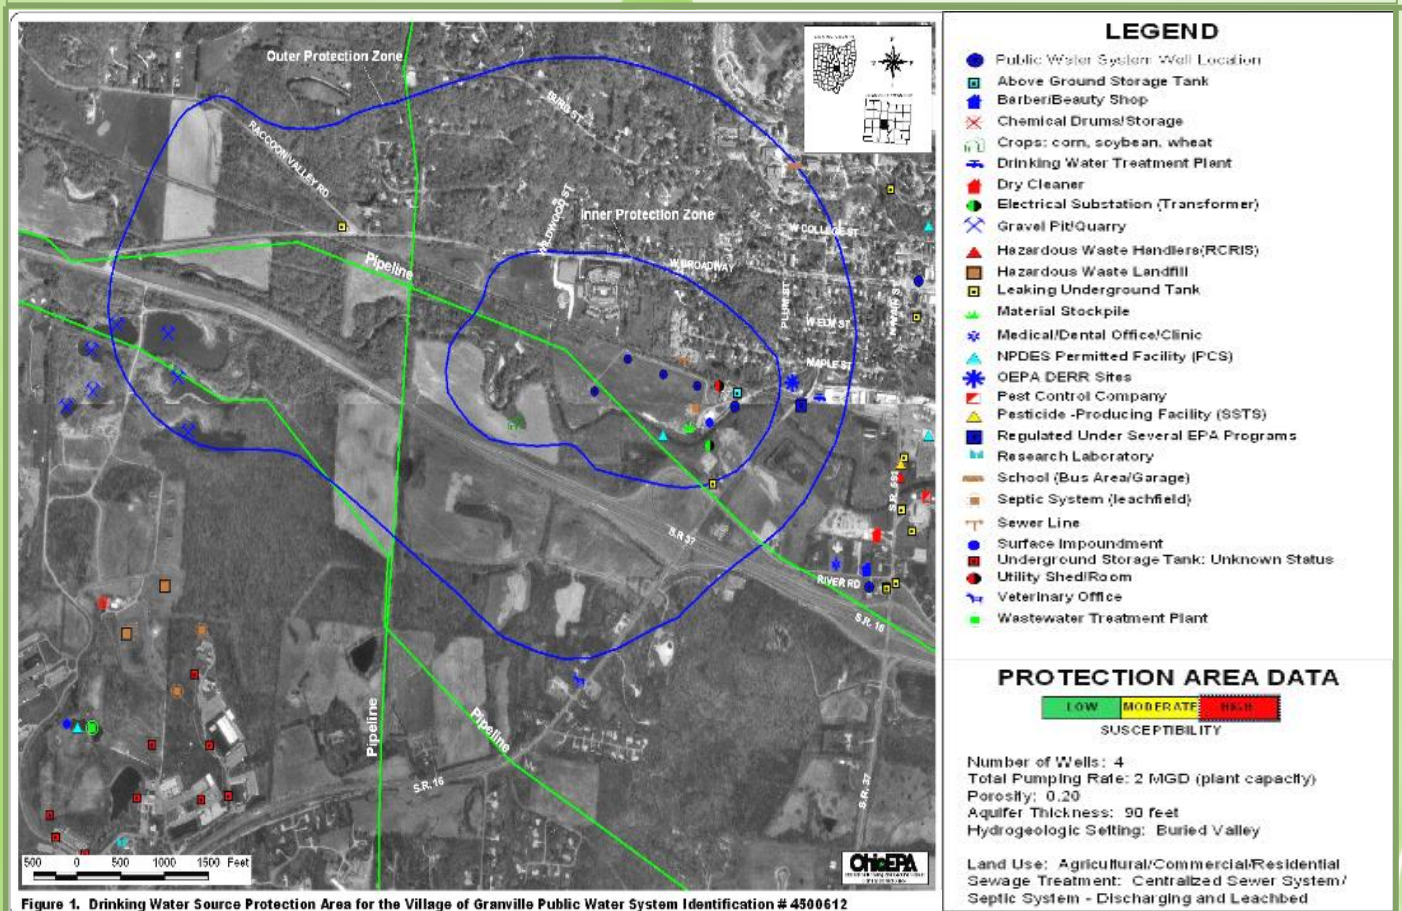 Outer Protection Zone
BURG ST.
RACCOON VALLEY RD
WILDWOOD ST
Inner Protection Zone
W COLLEGE ST
W BROADWAY
Pipeline
PLUM ST
N MAIN ST
W ELM ST
MAPLE ST
S.R. 661
S.R 37
RIVER RD
S.R. 16
Pipeline
Pipeline
S.R. 16
S.R. 37
500 0 500 1000 1500 Feet
OhioEPA
Figure 1. Drinking Water Source Protection Area for the Village of Granville Public Water System Identification # 4500612
LEGEND
Public Water System Well Location
Above Ground Storage Tank
Barber/Beauty Shop
Chemical Drums/Storage
Crops: corn, soybean, wheat
Drinking Water Treatment Plant
Dry Cleaner
Electrical Substation (Transformer)
Gravel Pit/Quarry
Hazardous Waste Handlers(RCRIS)
Hazardous Waste Landfill
Leaking Underground Tank
Material Stockpile
Medical/Dental Office/Clinic
NPDES Permitted Facility (PCS)
OEPA DERR Sites
Pest Control Company
Pesticide -Producing Facility (SSTS)
Regulated Under Several EPA Programs
Research Laboratory
School (Bus Area/Garage)
Septic System (leachfield)
Sewer Line
Surface Impoundment
Underground Storage Tank: Unknown Status
Utility Shed/Room
Veterinary Office
Wastewater Treatment Plant
PROTECTION AREA DATA
LOW MODERATE HIGH
SUSCEPTIBILITY
Number of Wells: 4
Total Pumping Rate: 2 MGD (plant capacity)
Porosity: 0.20
Aquifer Thickness: 90 feet
Hydrogeologic Setting: Buried Valley
Land Use: Agricultural/Commercial/Residential
Sewage Treatment: Centralized Sewer System/
Septic System - Discharging and Leachbed